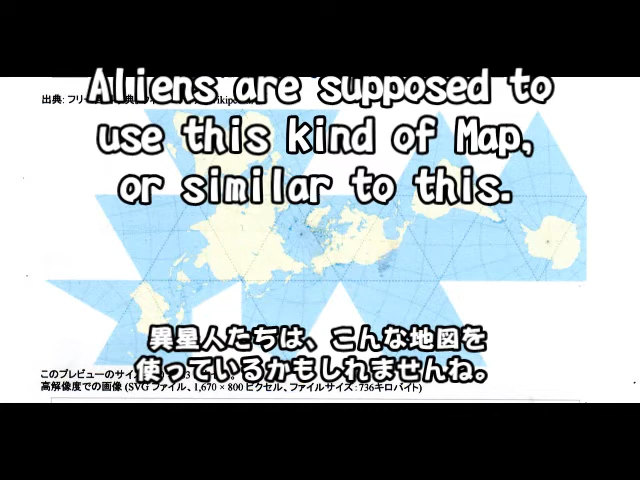 Aliens are supposed to
出典: フリー
use this kind of Map,
or similar to this.
異星人たちは、こんな地図を
使っているかもしれませんね。
このプレビューのサイ
高解像度での画像 (SVG ファイル、1,670 × 800 ピクセル、ファイルサイズ: 736キロバイト)